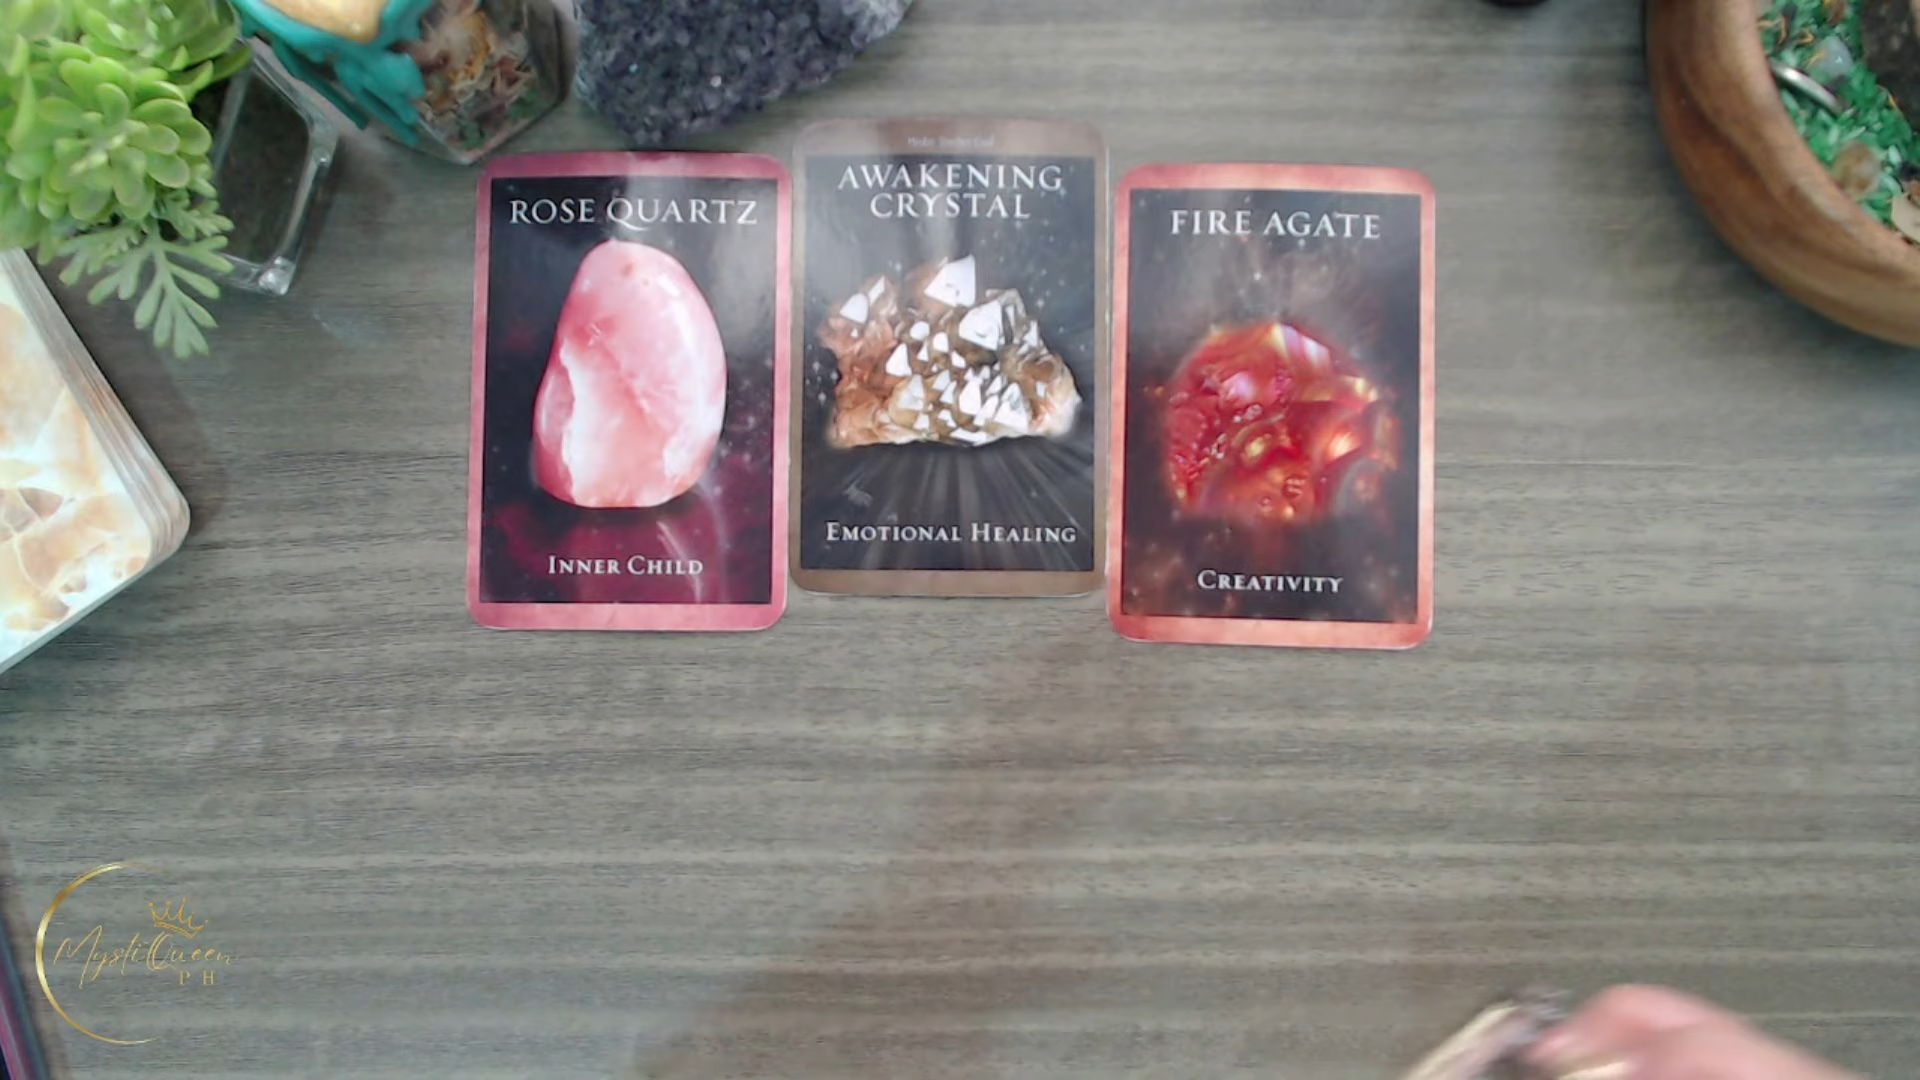 ROSE QUARTZ
INNER CHILD
AWAKENING
CRYSTAL
EMOTIONAL HEALING
FIRE AGATE
CREATIVITY
MystiQueen
PH